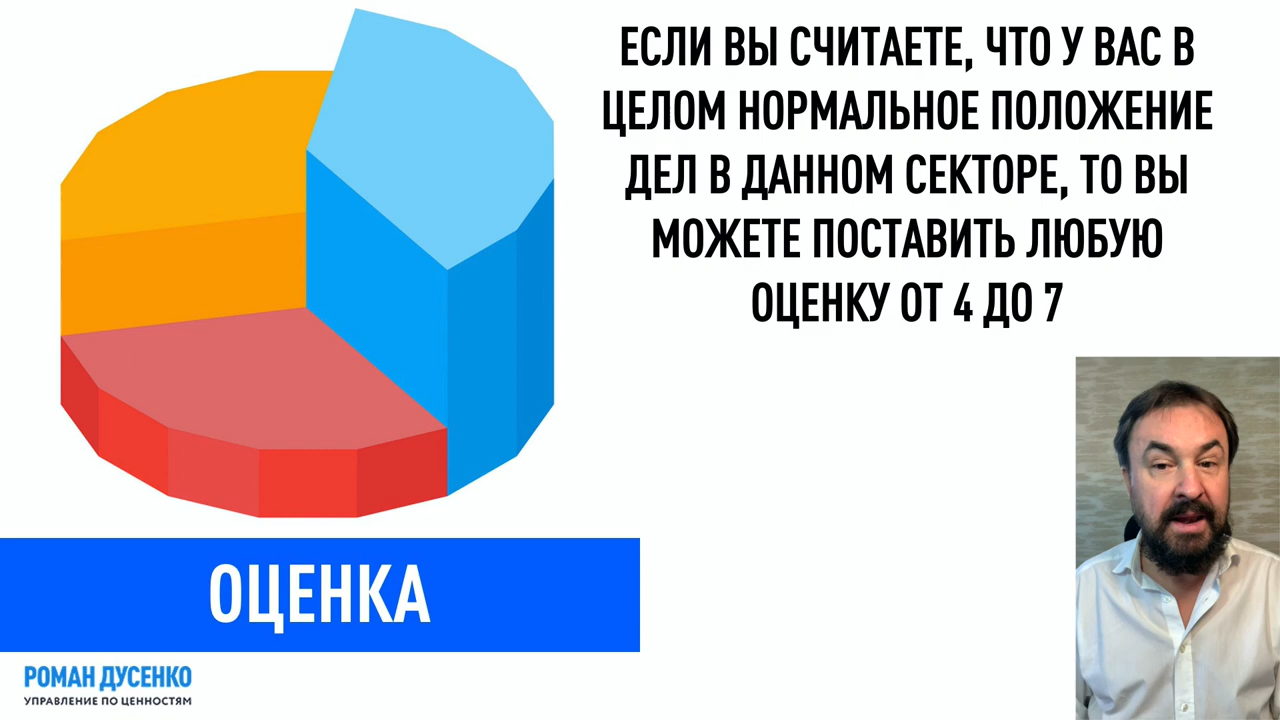 ЕСЛИ ВЫ СЧИТАЕТЕ, ЧТО У ВАС В
ЦЕЛОМ НОРМАЛЬНОЕ ПОЛОЖЕНИЕ
ДЕЛ В ДАННОМ СЕКТОРЕ, ТО ВЫ
МОЖЕТЕ ПОСТАВИТЬ ЛЮБУЮ
ОЦЕНКУ ОТ 4 ДО 7
ОЦЕНКА
РОМАН ДУСЕНКО
УПРАВЛЕНИЕ ПО ЦЕННОСТЯМ